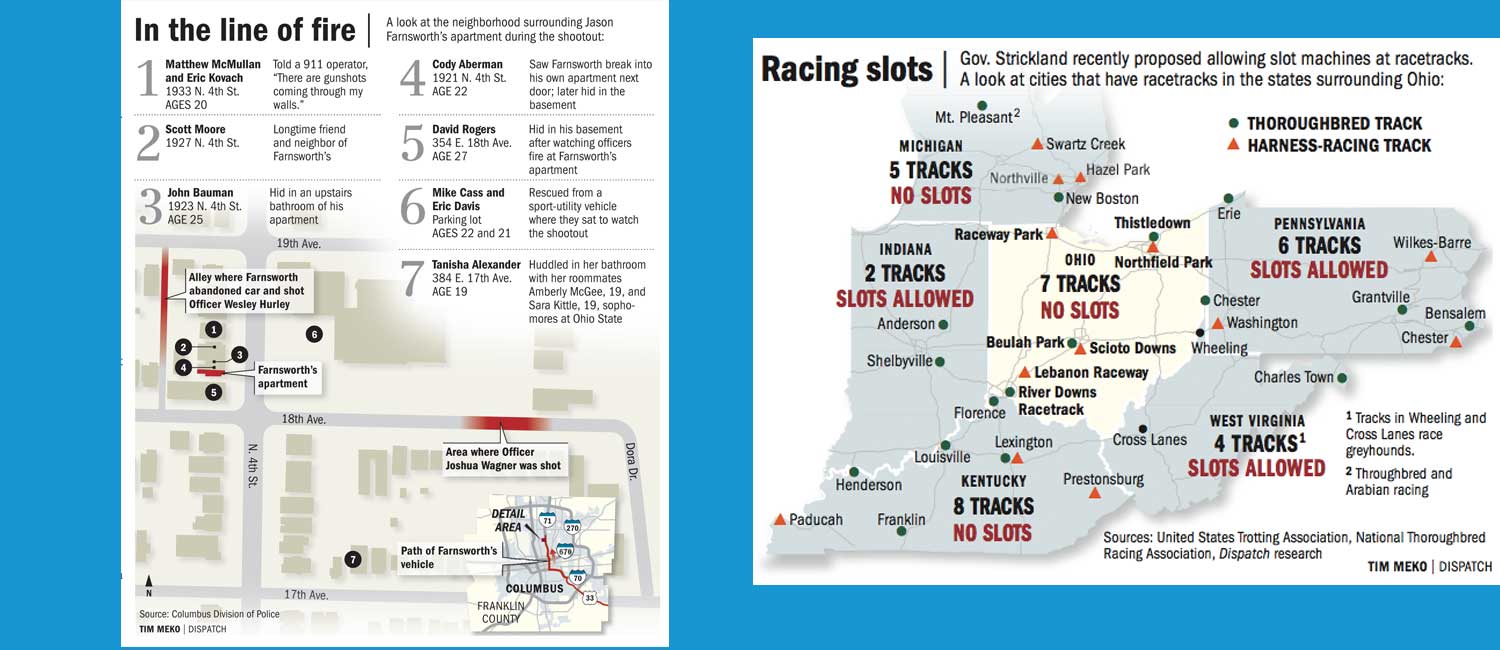 In the line of fire
A look at the neighborhood surrounding Jason
Farnsworth's apartment during the shootout:
1
Matthew McMullan
and Eric Kovach
1933 N. 4th St.
AGES 20
Told a 911 operator,
“There are gunshots
coming through my
walls.”
2
Scott Moore
1927 N. 4th St.
Longtime friend
and neighbor of
Farnsworth's
3
John Bauman
1923 N. 4th St.
AGE 25
Hid in an upstairs
bathroom of his
apartment
4
Cody Aberman
1921 N. 4th St.
AGE 22
Saw Farnsworth break into
his own apartment next
door; later hid in the
basement
5
David Rogers
354 E. 18th Ave.
AGE 27
Hid in his basement
after watching officers
fire at Farnsworth's
apartment
6
Mike Cass and
Eric Davis
Parking lot
AGES 22 and 21
Rescued from a
sport-utility vehicle
where they sat to watch
the shootout
7
Tanisha Alexander
384 E. 17th Ave.
AGE 19
Huddled in her bathroom
with her roommates
Amberly McGee, 19, and
Sara Kittle, 19, sopho-
mores at Ohio State
19th Ave.
Alley where Farnsworth
abandoned car and shot
Officer Wesley Hurley
1
2
3
4
5
6
Farnsworth's
apartment
18th Ave.
N. 4th St.
Area where Officer
Joshua Wagner was shot
Dora Dr.
DETAIL
AREA
71
270
670
70
33
Path of Farnsworth's
vehicle
COLUMBUS
FRANKLIN
COUNTY
7
N
17th Ave.
Source: Columbus Division of Police
TIM MEKO | DISPATCH
Racing slots
Gov. Strickland recently proposed allowing slot machines at racetracks.
A look at cities that have racetracks in the states surrounding Ohio:
THOROUGHBRED TRACK
HARNESS-RACING TRACK
Mt. Pleasant2
MICHIGAN
5 TRACKS
NO SLOTS
Swartz Creek
Northville
Hazel Park
New Boston
INDIANA
2 TRACKS
SLOTS ALLOWED
Anderson
Shelbyville
Raceway Park
Thistledown
Northfield Park
OHIO
7 TRACKS
NO SLOTS
Beulah Park
Scioto Downs
Lebanon Raceway
River Downs
Racetrack
Erie
PENNSYLVANIA
6 TRACKS
SLOTS ALLOWED
Wilkes-Barre
Grantville
Bensalem
Chester
Chester
Washington
Wheeling
Charles Town
WEST VIRGINIA
4 TRACKS1
SLOTS ALLOWED
Cross Lanes
Florence
Lexington
Louisville
Henderson
KENTUCKY
8 TRACKS
NO SLOTS
Prestonsburg
Paducah
Franklin
1 Tracks in Wheeling and
Cross Lanes race
greyhounds.
2 Throughbred and
Arabian racing
Sources: United States Trotting Association, National Thoroughbred
Racing Association, Dispatch research
TIM MEKO | DISPATCH